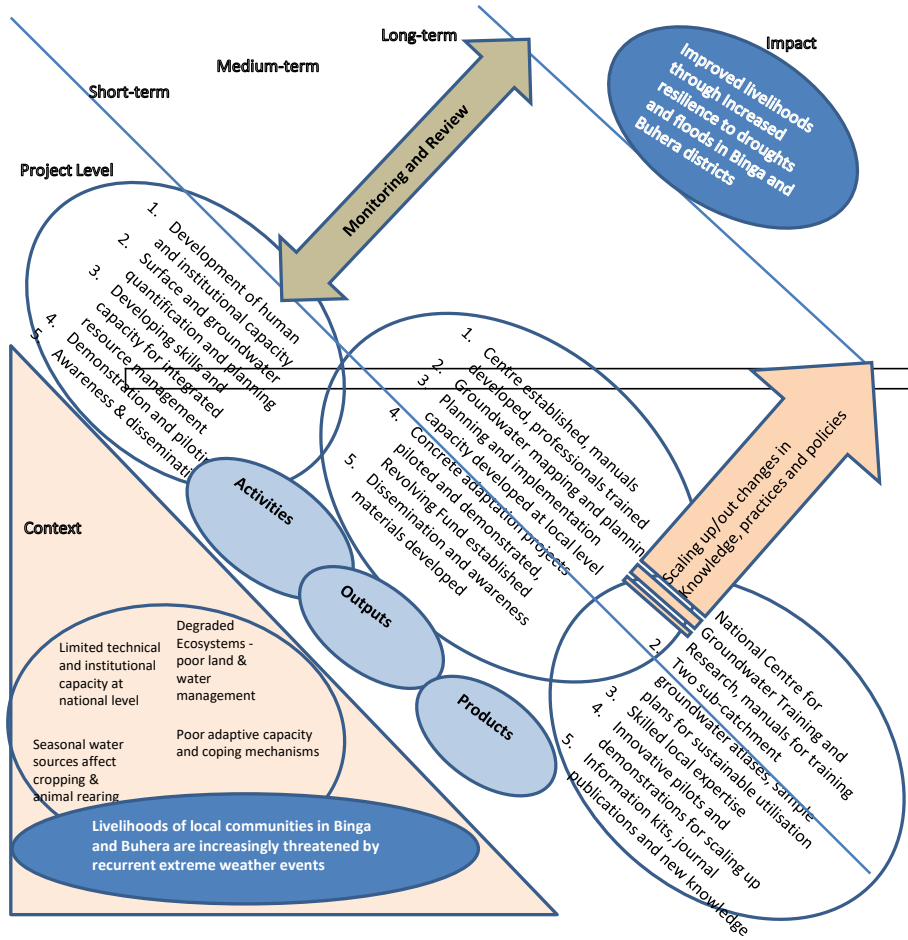 Long-term
Impact
Medium-term
Short-term
Improved livelihoods
through Increased
resilience to droughts
and floods in Binga and
Buhera districts
Monitoring and Review
Project Level
1. Development of human
and institutional capacity
2. Surface and groundwater
quantification and planning
3. Developing skills and
capacity for integrated
resource management
4. Demonstration and piloti
5. Awareness & disseminati
1. Centre established, manuals
developed, professionals trained
2. Groundwater mapping and plannin
3. Planning and implementation
capacity developed at local level
4. Concrete adaptation projects
piloted and demonstrated,
Revolving Fund established
5. Dissemination and awareness
materials developed
Scaling up/out changes in
Knowledge, practices and policies
Activities
Outputs
Products
National Centre for
Groundwater Training and
Research, manuals for training
2. Two sub-catchment
groundwater atlases, sample
plans for sustainable utilisation
3. Skilled local expertise
4. Innovative pilots and
demonstrations for scaling up
5. Information kits, journal
publications and new knowledge
Context
Limited technical
and institutional
capacity at
national level
Degraded
Ecosystems -
poor land &
water
management
Seasonal water
sources affect
cropping &
animal rearing
Poor adaptive capacity
and coping mechanisms
Livelihoods of local communities in Binga
and Buhera are increasingly threatened by
recurrent extreme weather events